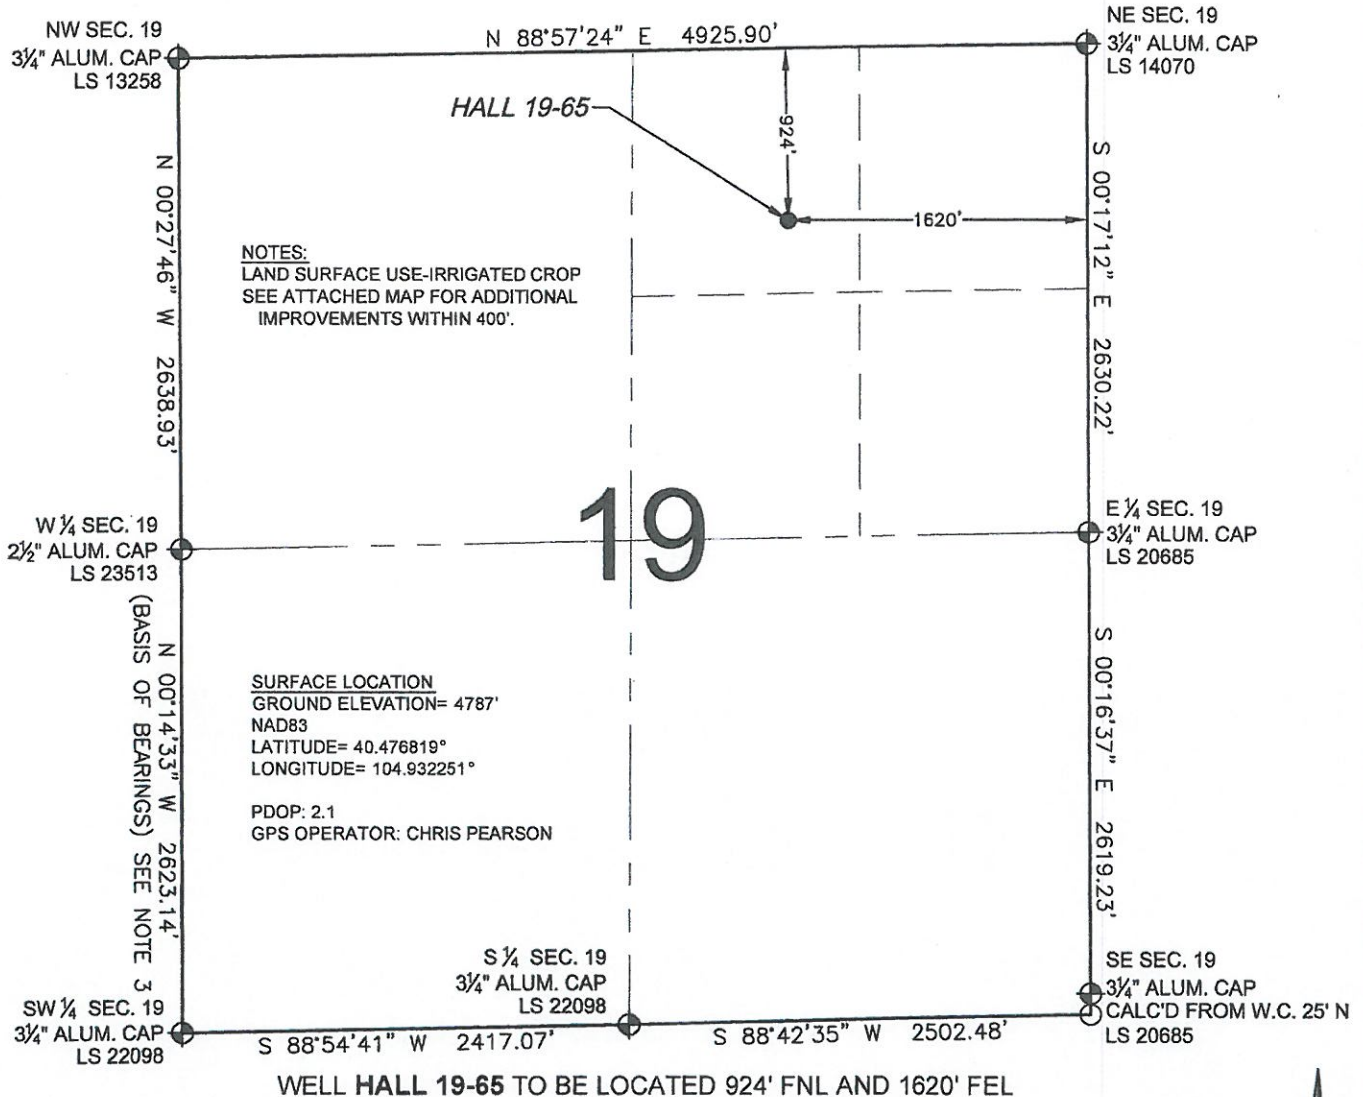 NW SEC. 19
3¼" ALUM. CAP
LS 13258
N 88°57'24" E 4925.90'
NE SEC. 19
3¼" ALUM. CAP
LS 14070
HALL 19-65
924'
1620'
N 00°27'46" W 2638.93'
S 00°17'12" E 2630.22'
NOTES:
LAND SURFACE USE-IRRIGATED CROP
SEE ATTACHED MAP FOR ADDITIONAL
IMPROVEMENTS WITHIN 400'.
W ¼ SEC. 19
2½" ALUM. CAP
LS 23513
19
E ¼ SEC. 19
3¼" ALUM. CAP
LS 20685
N 00°14'33" W 2623.14'
(BASIS OF BEARINGS) SEE NOTE 3
S 00°16'37" E 2619.23'
SURFACE LOCATION
GROUND ELEVATION= 4787'
NAD83
LATITUDE= 40.476819°
LONGITUDE= 104.932251°
PDOP: 2.1
GPS OPERATOR: CHRIS PEARSON
S ¼ SEC. 19
3¼" ALUM. CAP
LS 22098
SE SEC. 19
3¼" ALUM. CAP
CALC'D FROM W.C. 25' N
LS 20685
SW ¼ SEC. 19
3¼" ALUM. CAP
LS 22098
S 88°54'41" W 2417.07'
S 88°42'35" W 2502.48'
WELL HALL 19-65 TO BE LOCATED 924' FNL AND 1620' FEL